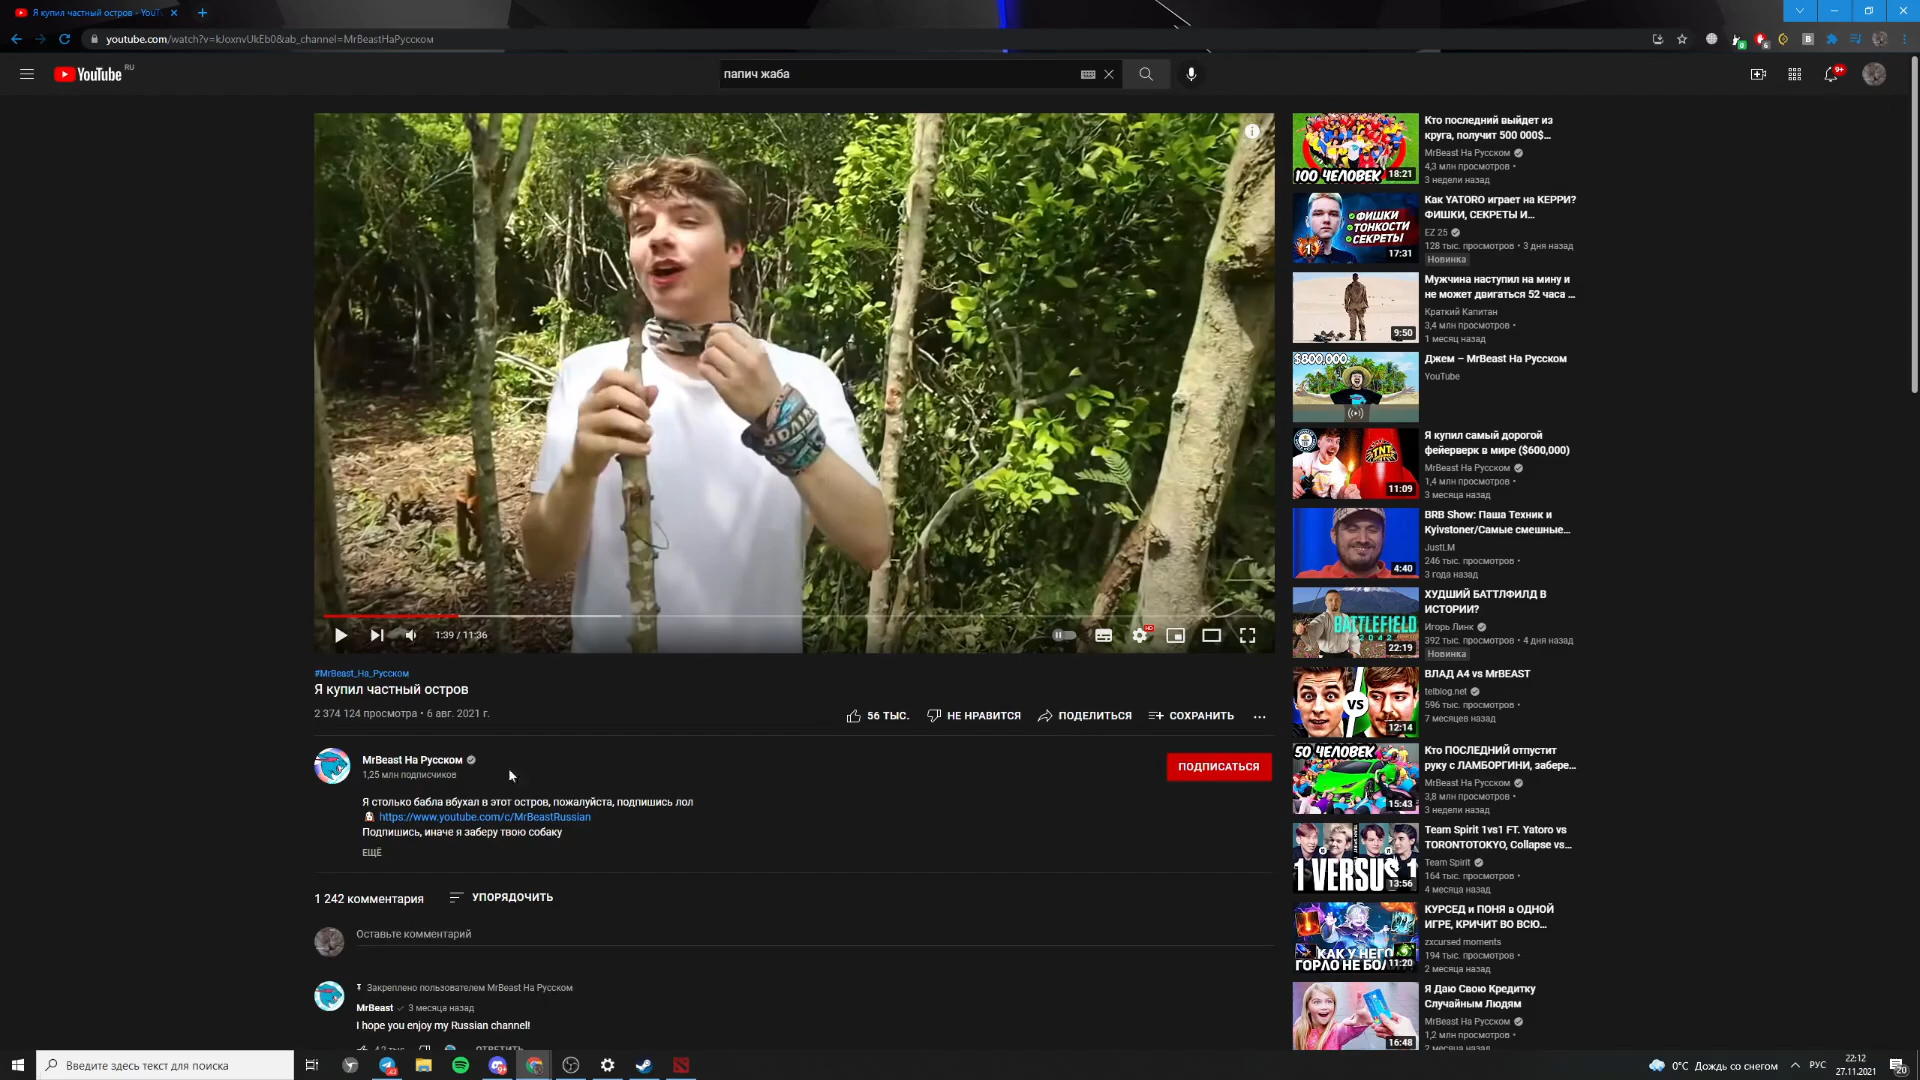 Я купил частный остров - YouT
youtube.com/watch?v=kJoxnvUkEb0&ab_channel=MrBeastНаРусском
YouTube RU
папич жаба
9+
1:39 / 11:36
HD
#MrBeast_На_Русском
Я купил частный остров
2 374 124 просмотра • 6 авг. 2021 г.
56 ТЫС.
НЕ НРАВИТСЯ
ПОДЕЛИТЬСЯ
СОХРАНИТЬ
MrBeast На Русском
1,25 млн подписчиков
ПОДПИСАТЬСЯ
Я столько бабла вбухал в этот остров, пожалуйста, подпишись лол
https://www.youtube.com/c/MrBeastRussian
Подпишись, иначе я заберу твою собаку
ЕЩЁ
1 242 комментария
УПОРЯДОЧИТЬ
Оставьте комментарий
Закреплено пользователем MrBeast На Русском
MrBeast 3 месяца назад
I hope you enjoy my Russian channel!
ОТВЕТИТЬ
100 ЧЕЛОВЕК
18:21
Кто последний выйдет из
круга, получит 500 000$...
MrBeast На Русском
4,3 млн просмотров •
3 недели назад
ФИШКИ
ТОНКОСТИ
СЕКРЕТЫ
17:31
Как YATORO играет на КЕРРИ?
ФИШКИ, СЕКРЕТЫ И...
EZ 25
128 тыс. просмотров • 3 дня назад
Новинка
9:50
Мужчина наступил на мину и
не может двигаться 52 часа ...
Краткий Капитан
3,4 млн просмотров •
1 месяц назад
$800,000
Джем – MrBeast На Русском
YouTube
TNT
11:09
Я купил самый дорогой
фейерверк в мире ($600,000)
MrBeast На Русском
1,4 млн просмотров •
3 месяца назад
4:40
BRB Show: Паша Техник и
Kyivstoner/Самые смешные...
JustLM
246 тыс. просмотров •
3 года назад
BATTLEFIELD
2042
22:19
ХУДШИЙ БАТТЛФИЛД В
ИСТОРИИ?
Игорь Линк
392 тыс. просмотров • 4 дня назад
Новинка
VS
12:14
ВЛАД А4 vs MrBEAST
telblog.net
596 тыс. просмотров •
7 месяцев назад
50 ЧЕЛОВЕК
15:43
Кто ПОСЛЕДНИЙ отпустит
руку с ЛАМБОРГИНИ, забере...
MrBeast На Русском
3,8 млн просмотров •
3 недели назад
1 VERSUS 1
13:56
Team Spirit 1vs1 FT. Yatoro vs
TORONTOTOKYO, Collapse vs...
Team Spirit
164 тыс. просмотров •
4 месяца назад
КАК У НЕГО
ГОРЛО НЕ БОЛ
11:20
КУРСЕД и ПОНЯ в ОДНОЙ
ИГРЕ, КРИЧИТ ВО ВСЮ...
zxcursed moments
194 тыс. просмотров •
2 месяца назад
16:48
Я Даю Свою Кредитку
Случайным Людям
MrBeast На Русском
1,2 млн просмотров •
2 месяца назад
Введите здесь текст для поиска
0°C Дождь со снегом
РУС
22:12
27.11.2021
20